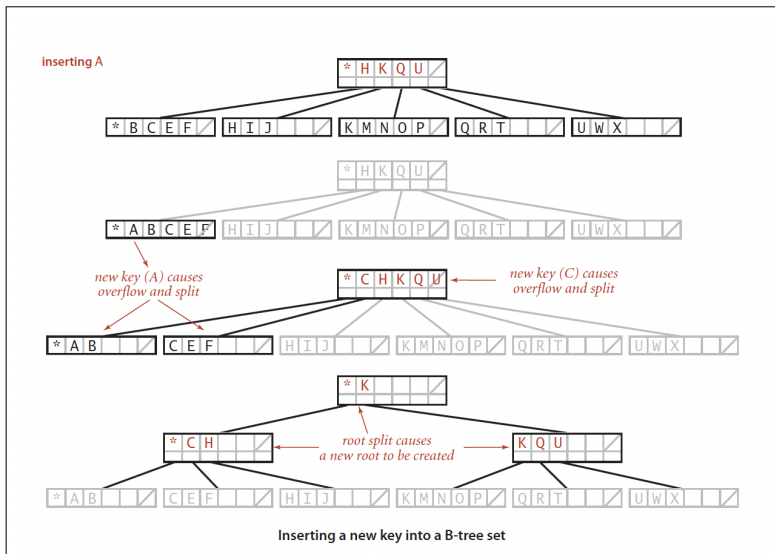 inserting A
* H K Q U
* B C E F
H I J
K M N O P
Q R T
U W X
* H K Q U
* A B C E F
H I J
K M N O P
Q R T
U W X
new key (A) causes
overflow and split
* C H K Q U
new key (C) causes
overflow and split
* A B
C E F
H I J
K M N O P
Q R T
U W X
* K
* C H
root split causes
a new root to be created
K Q U
* A B
C E F
H I J
K M N O P
Q R T
U W X
Inserting a new key into a B-tree set